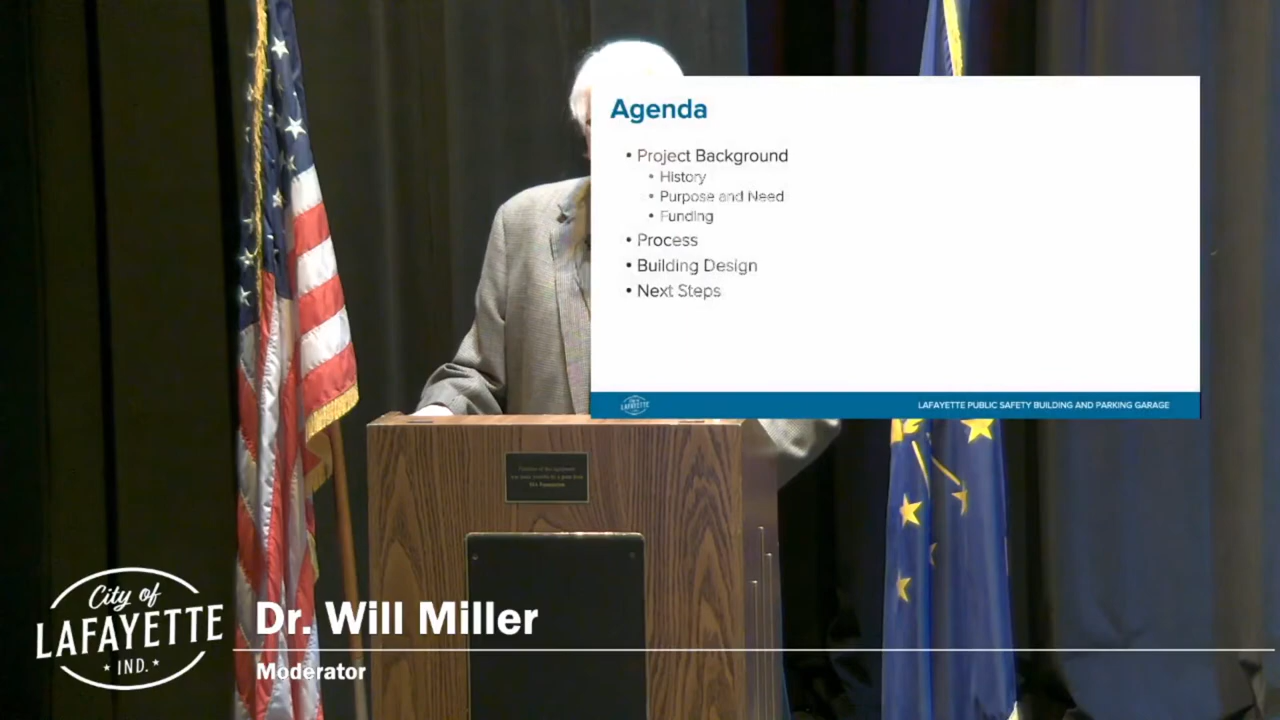 Agenda
• Project Background
• History
• Purpose and Need
• Funding
• Process
• Building Design
• Next Steps
LAFAYETTE
LAFAYETTE PUBLIC SAFETY BUILDING AND PARKING GARAGE
City of
LAFAYETTE
IND.
Dr. Will Miller
Moderator